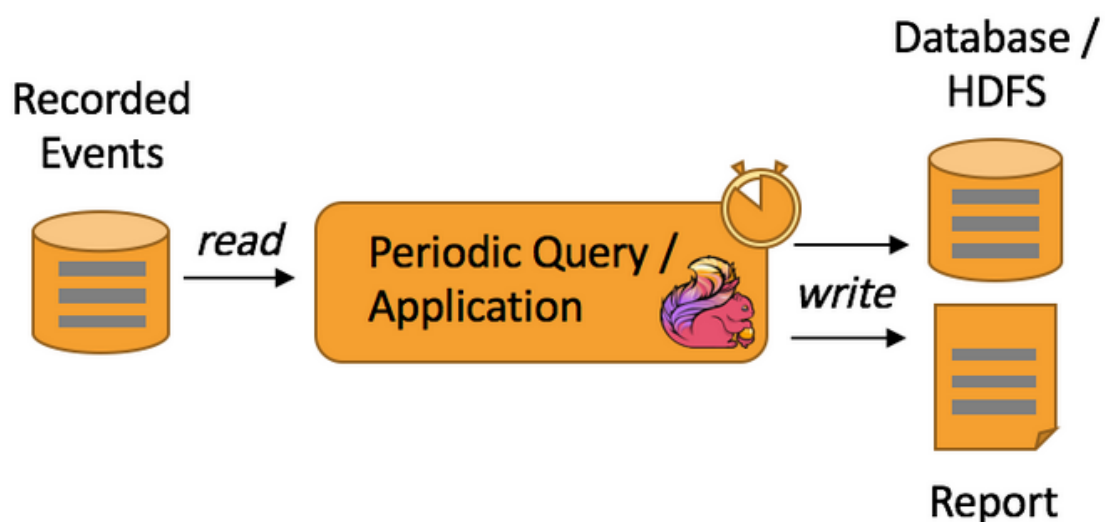 Recorded
Events
read
Periodic Query /
Application
write
Database /
HDFS
Report